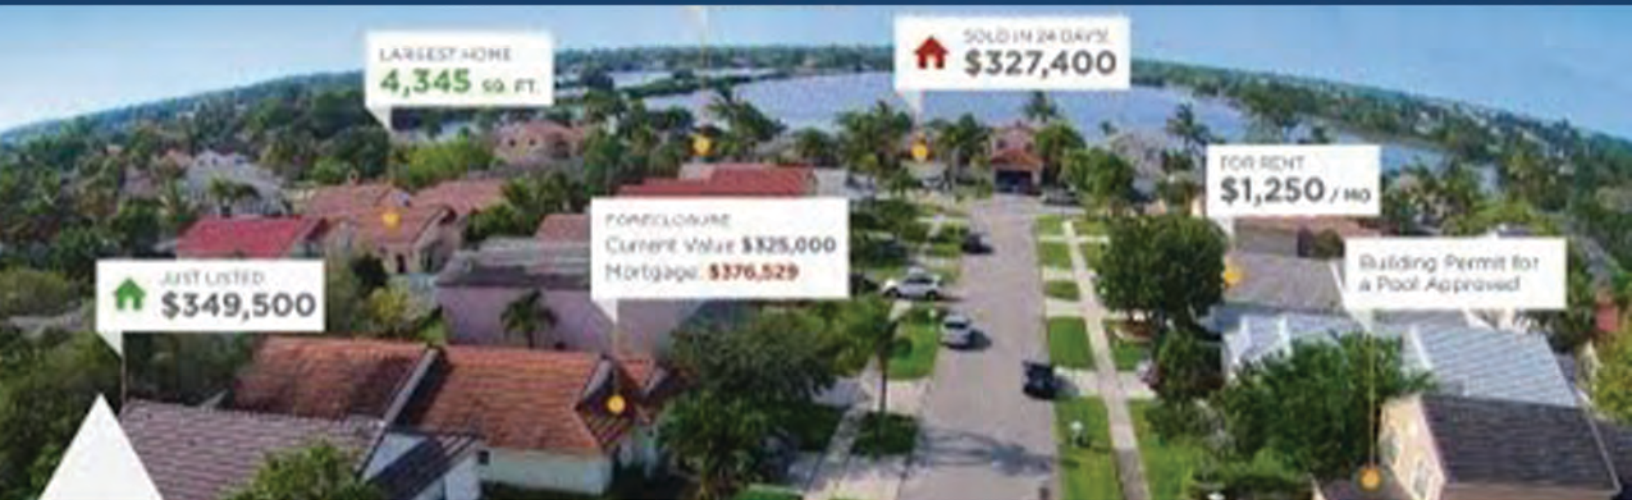 LARGEST HOME
4,345 SQ. FT.
SOLD IN 24 DAYS!
$327,400
FOR RENT
$1,250 / MO
FORECLOSURE
Current Value $325,000
Mortgage: $376,529
Building Permit for
a Pool Approved
JUST LISTED
$349,500